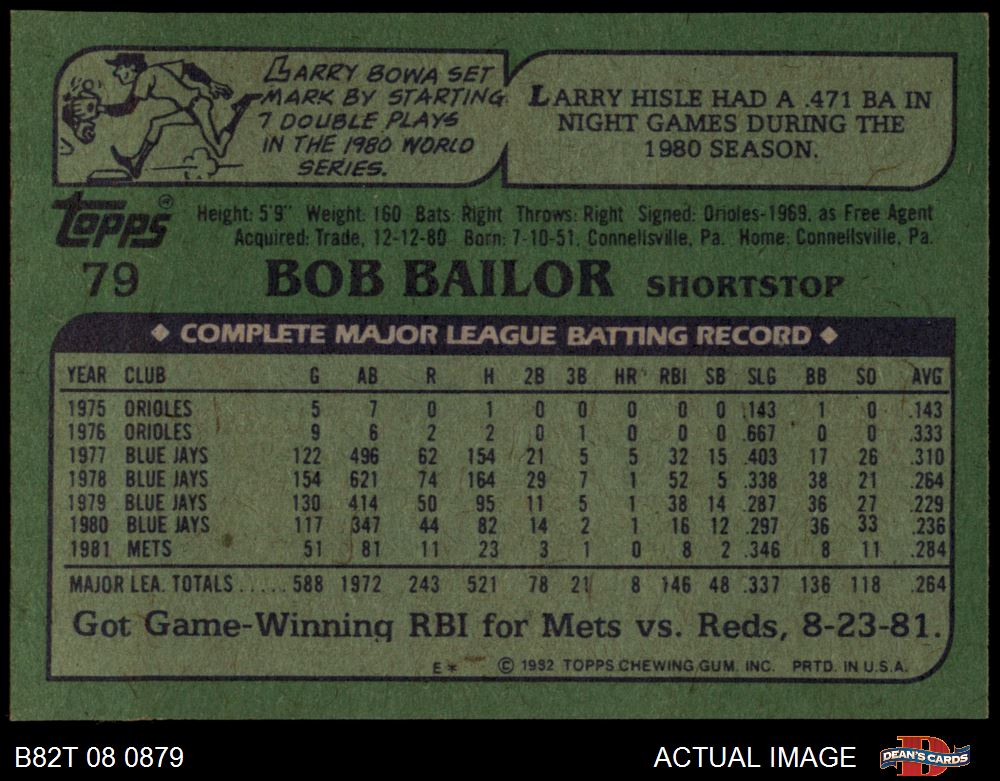 LARRY BOWA SET
MARK BY STARTING
7 DOUBLE PLAYS
IN THE 1980 WORLD
SERIES.
LARRY HISLE HAD A .471 BA IN
NIGHT GAMES DURING THE
1980 SEASON.
Topps®
Height: 5'9" Weight: 160 Bats: Right Throws: Right Signed: Orioles-1969, as Free Agent
Acquired: Trade, 12-12-80 Born: 7-10-51, Connellsville, Pa. Home: Connellsville, Pa.
79 BOB BAILOR SHORTSTOP
◆ COMPLETE MAJOR LEAGUE BATTING RECORD ◆
YEAR CLUB G AB R H 2B 3B HR RBI SB SLG BB SO AVG
1975 ORIOLES 5 7 0 1 0 0 0 0 0 .143 1 0 .143
1976 ORIOLES 9 6 2 2 0 1 0 0 0 .667 0 0 .333
1977 BLUE JAYS 122 496 62 154 21 5 5 32 15 .403 17 26 .310
1978 BLUE JAYS 154 621 74 164 29 7 1 52 5 .338 38 21 .264
1979 BLUE JAYS 130 414 50 95 11 5 1 38 14 .287 36 27 .229
1980 BLUE JAYS 117 347 44 82 14 2 1 16 12 .297 36 33 .236
1981 METS 51 81 11 23 3 1 0 8 2 .346 8 11 .284
MAJOR LEA. TOTALS ..... 588 1972 243 521 78 21 8 146 48 .337 136 118 .264
Got Game-Winning RBI for Mets vs. Reds, 8-23-81.
E* © 1982 TOPPS CHEWING GUM, INC. PRTD. IN U.S.A.
B82T 08 0879 ACTUAL IMAGE DEAN'S CARDS